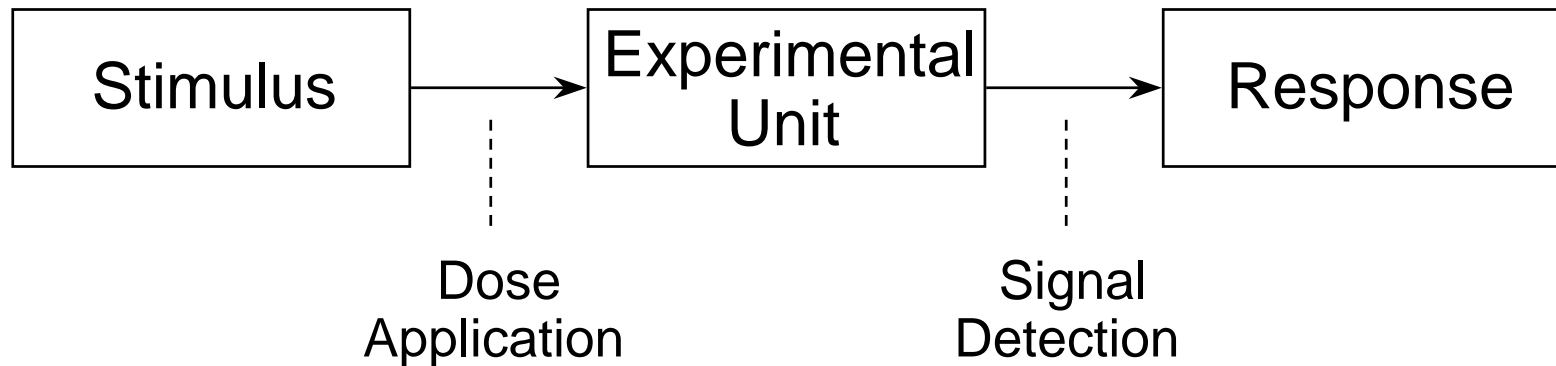 Stimulus
Experimental
Unit
Response
Dose
Application
Signal
Detection